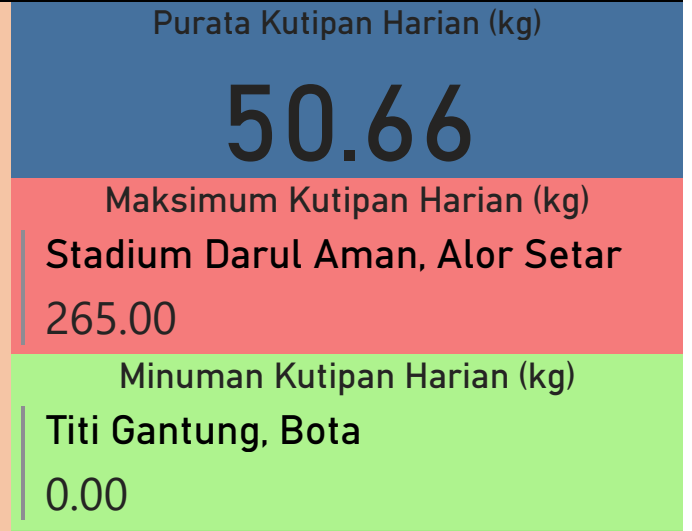 Purata Kutipan Harian (kg)
50.66
Maksimum Kutipan Harian (kg)
Stadium Darul Aman, Alor Setar
265.00
Minuman Kutipan Harian (kg)
Titi Gantung, Bota
0.00